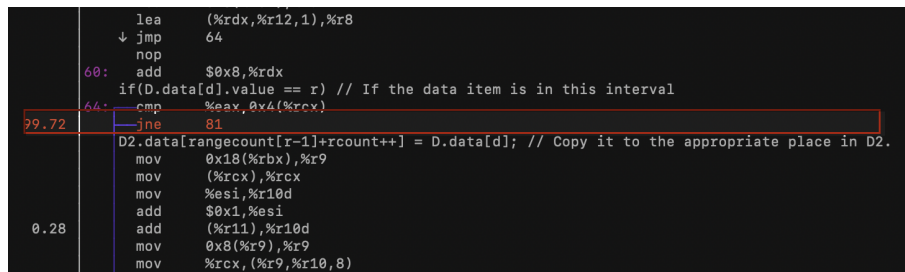 lea (%rdx,%r12,1),%r8
↓ jmp 64
nop
60: add $0x8,%rdx
if(D.data[d].value == r) // If the data item is in this interval
64: cmp %eax,0x4(%rcx)
99.72 jne 81
D2.data[rangecount[r-1]+rcount++] = D.data[d]; // Copy it to the appropriate place in D2.
mov 0x18(%rbx),%r9
mov (%rcx),%rcx
mov %esi,%r10d
add $0x1,%esi
0.28 add (%r11),%r10d
mov 0x8(%r9),%r9
mov %rcx,(%r9,%r10,8)